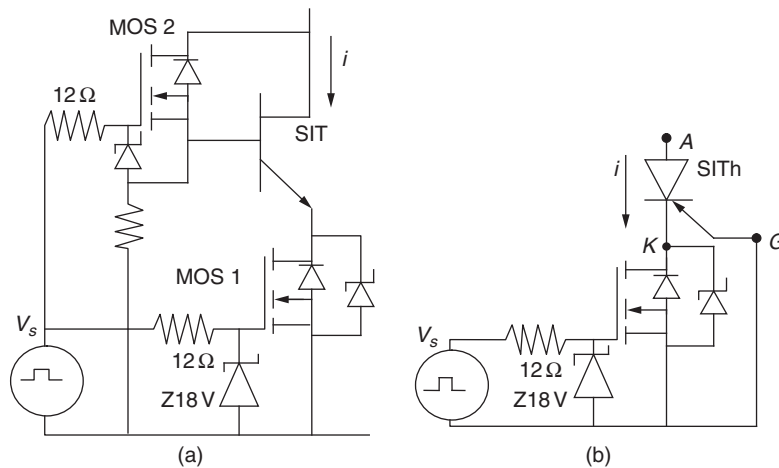 MOS 2
12 Ω
i
SIT
MOS 1
V_s
12 Ω
Z18 V
(a)
A
SITh
i
K
G
V_s
12 Ω
Z18 V
(b)